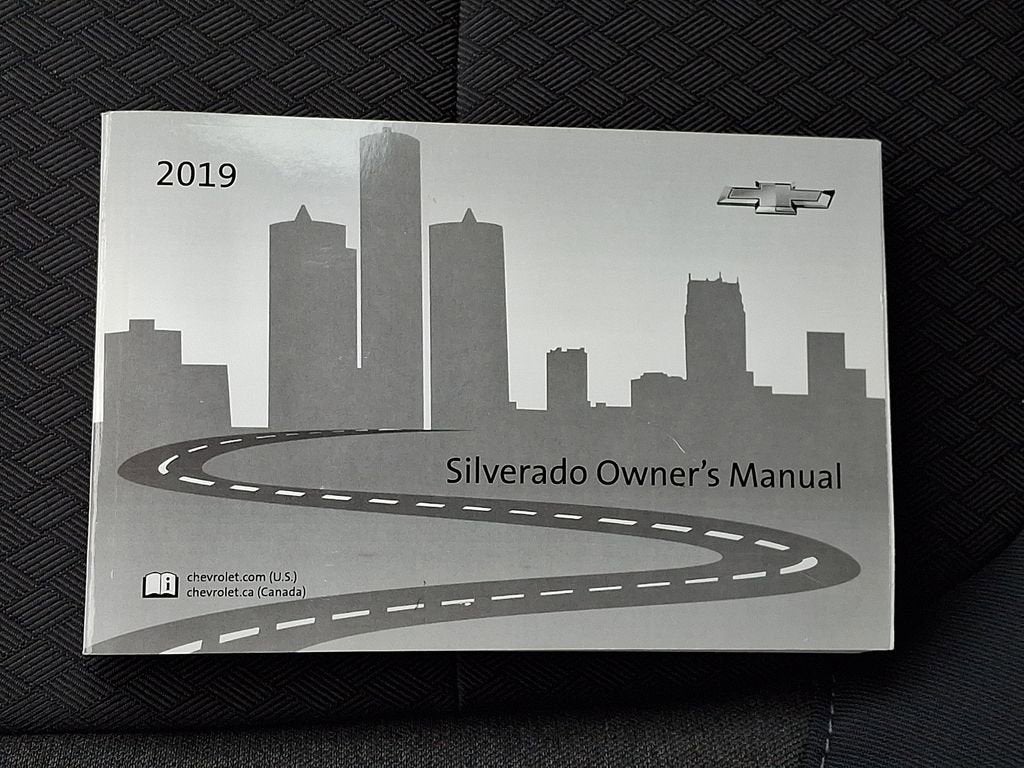 2019
Silverado Owner's Manual
chevrolet.com (U.S.)
chevrolet.ca (Canada)